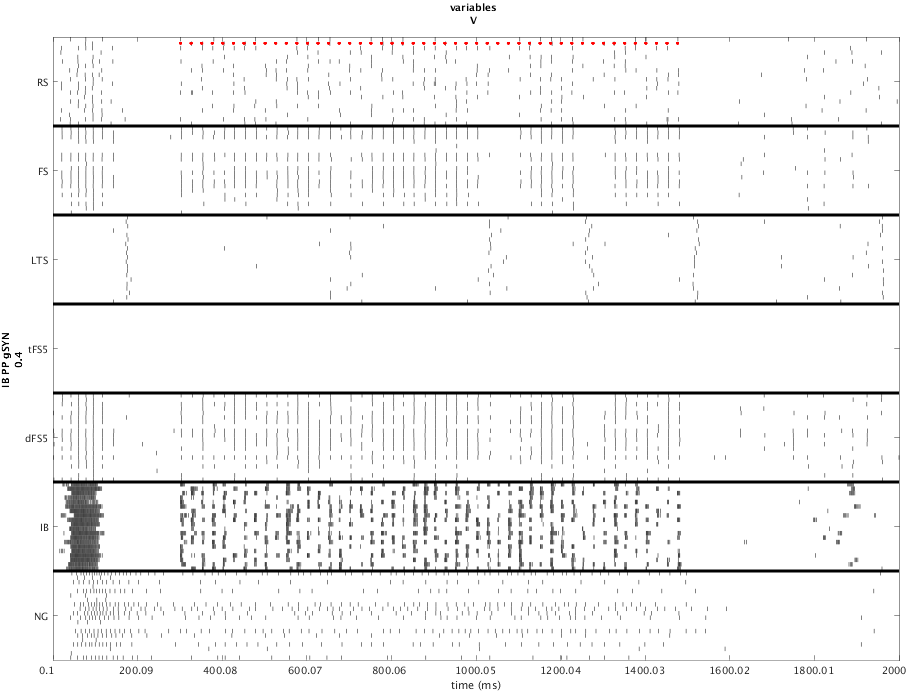 variables
V
RS
FS
LTS
tFS5
dFS5
IB
NG
IB PP gSYN
0.4
0.1 200.09 400.08 600.07 800.06 1000.05 1200.04 1400.03 1600.02 1800.01 2000
time (ms)